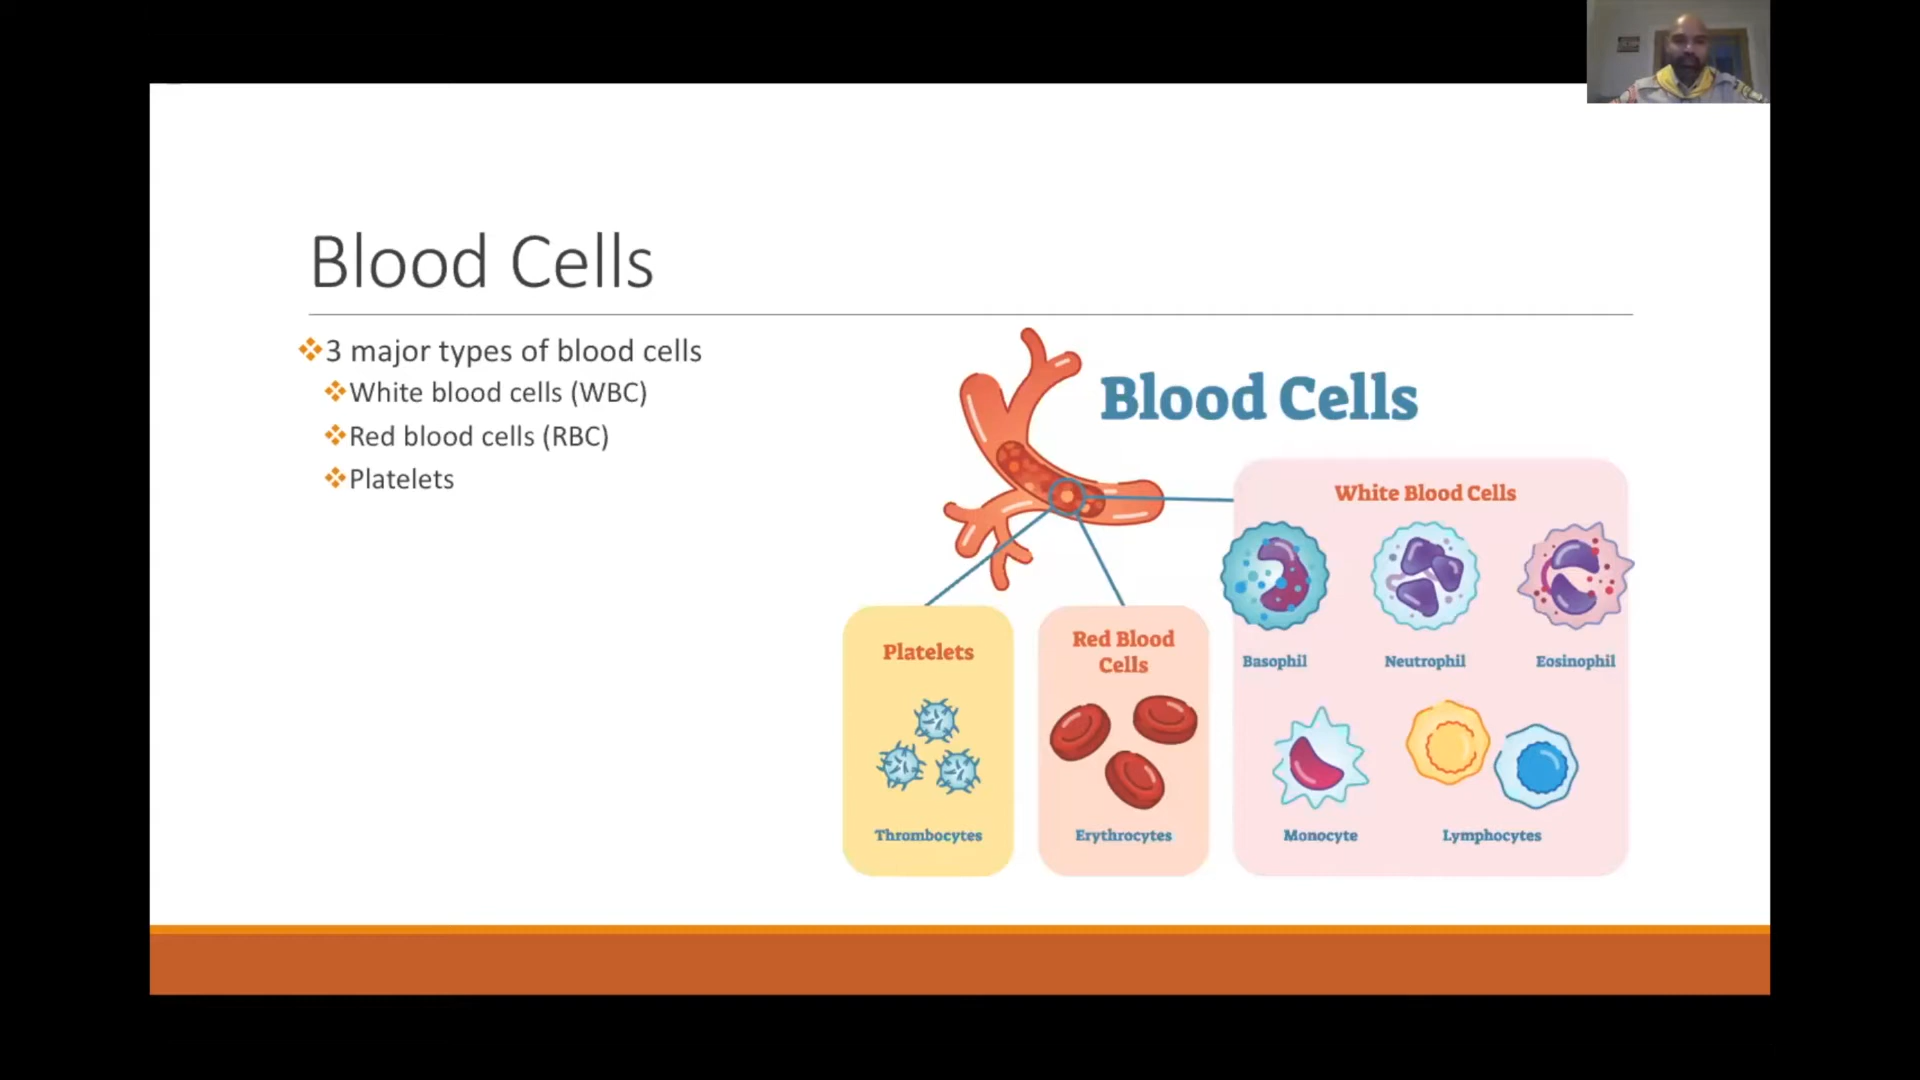 Blood Cells
3 major types of blood cells
White blood cells (WBC)
Red blood cells (RBC)
Platelets
Blood Cells
White Blood Cells
Basophil
Neutrophil
Eosinophil
Monocyte
Lymphocytes
Platelets
Thrombocytes
Red Blood
Cells
Erythrocytes